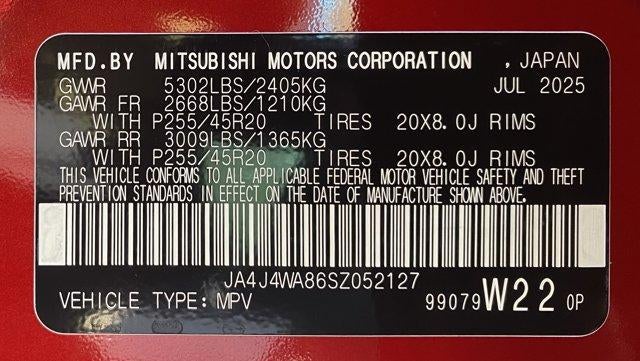 MFD.BY MITSUBISHI MOTORS CORPORATION , JAPAN
GVWR 5302LBS/2405KG JUL 2025
GAWR FR 2668LBS/1210KG
WITH P255/45R20 TIRES 20X8.0J RIMS
GAWR RR 3009LBS/1365KG
WITH P255/45R20 TIRES 20X8.0J RIMS
THIS VEHICLE CONFORMS TO ALL APPLICABLE FEDERAL MOTOR VEHICLE SAFETY AND THEFT
PREVENTION STANDARDS IN EFFECT ON THE DATE OF MANUFACTURE SHOWN ABOVE.
JA4J4WA86SZ052127
VEHICLE TYPE: MPV 99079 W22 0P